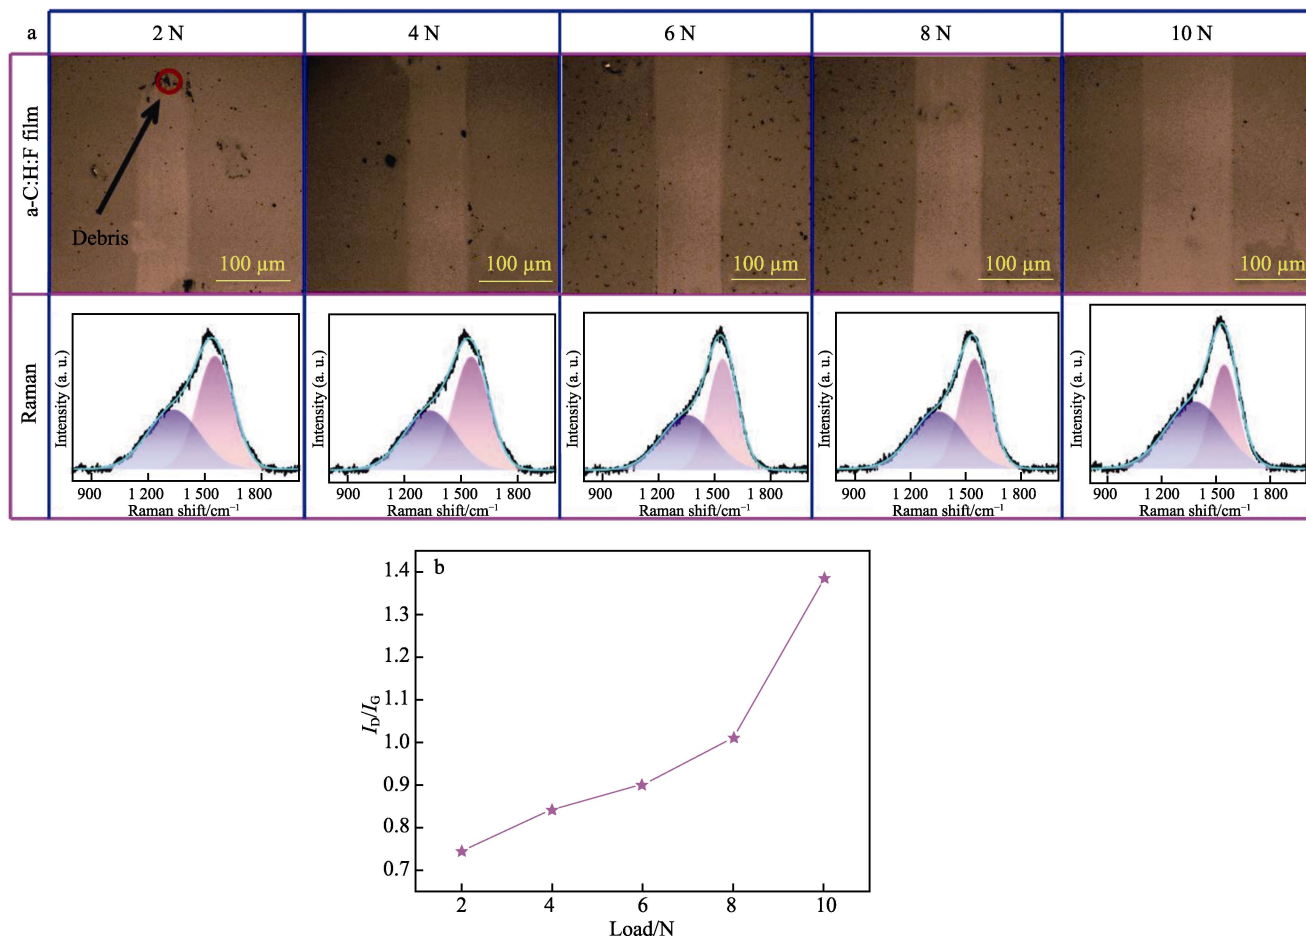 a 2 N 4 N 6 N 8 N 10 N
a-C:H:F film
Debris
100 μm 100 μm 100 μm 100 μm 100 μm
Raman
Intensity (a. u.) Intensity (a. u.) Intensity (a. u.) Intensity (a. u.) Intensity (a. u.)
900 1 200 1 500 1 800 900 1 200 1 500 1 800 900 1 200 1 500 1 800 900 1 200 1 500 1 800 900 1 200 1 500 1 800
Raman shift/cm⁻¹ Raman shift/cm⁻¹ Raman shift/cm⁻¹ Raman shift/cm⁻¹ Raman shift/cm⁻¹
b
I_D/I_G
1.4
1.3
1.2
1.1
1.0
0.9
0.8
0.7
2 4 6 8 10
Load/N